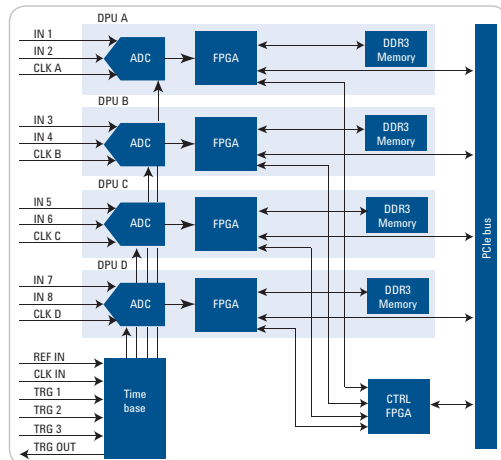 DPU A
IN 1
IN 2
CLK A
ADC
FPGA
DDR3
Memory
DPU B
IN 3
IN 4
CLK B
ADC
FPGA
DDR3
Memory
DPU C
IN 5
IN 6
CLK C
ADC
FPGA
DDR3
Memory
DPU D
IN 7
IN 8
CLK D
ADC
FPGA
DDR3
Memory
PCIe bus
REF IN
CLK IN
TRG 1
TRG 2
TRG 3
TRG OUT
Time
base
CTRL
FPGA